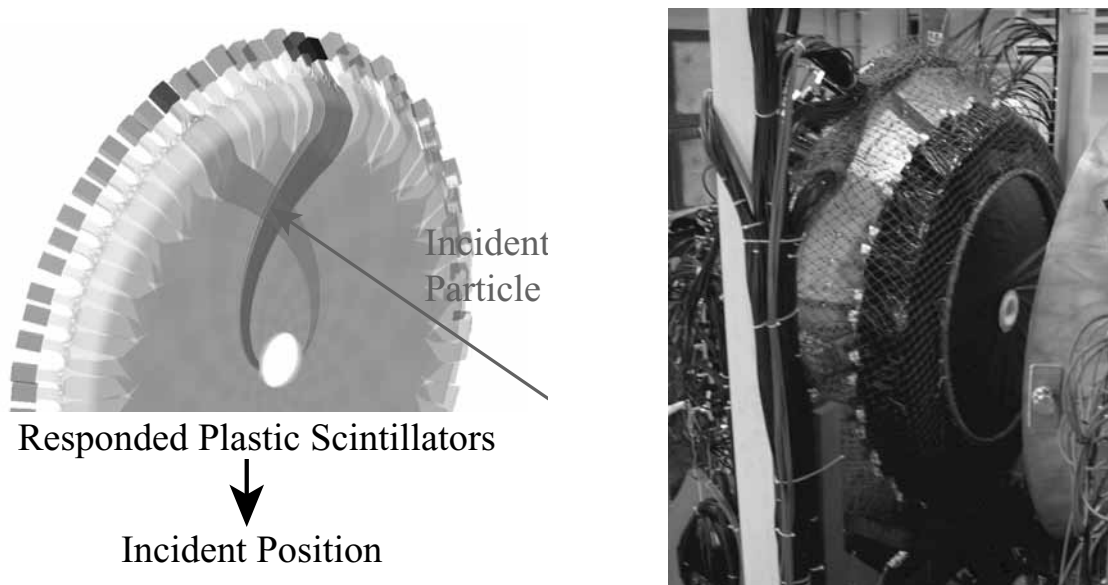 Incident
Particle
Responded Plastic Scintillators
Incident Position